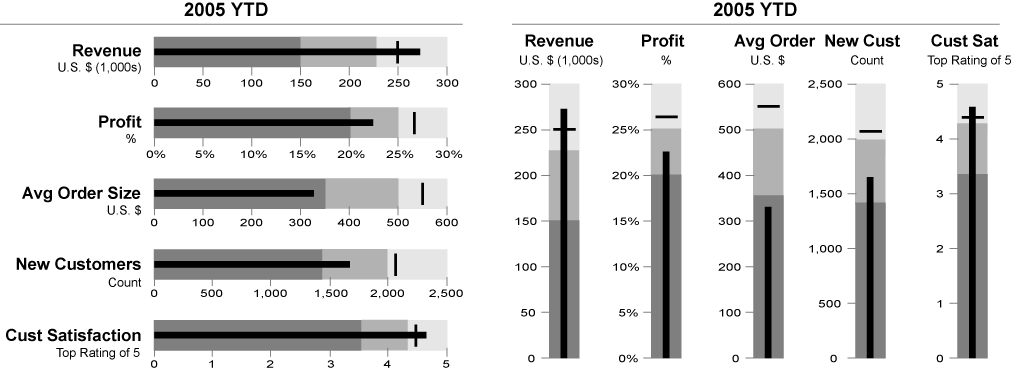 2005 YTD
Revenue
U.S. $ (1,000s)
0 50 100 150 200 250 300
Profit
%
0% 5% 10% 15% 20% 25% 30%
Avg Order Size
U.S. $
0 100 200 300 400 500 600
New Customers
Count
0 500 1,000 1,500 2,000 2,500
Cust Satisfaction
Top Rating of 5
0 1 2 3 4 5
2005 YTD
Revenue Profit Avg Order New Cust Cust Sat
U.S. $ (1,000s) % U.S. $ Count Top Rating of 5
300
250
200
150
100
50
0
30%
25%
20%
15%
10%
5%
0%
600
500
400
300
200
100
0
2,500
2,000
1,500
1,000
500
0
5
4
3
2
1
0